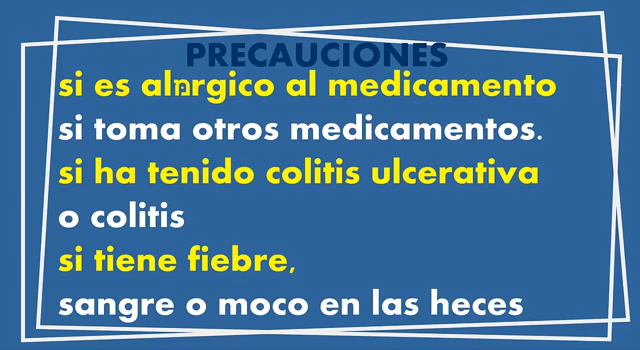 PRECAUCIONES
si es alמrgico al medicamento
si toma otros medicamentos.
si ha tenido colitis ulcerativa
o colitis
si tiene fiebre,
sangre o moco en las heces